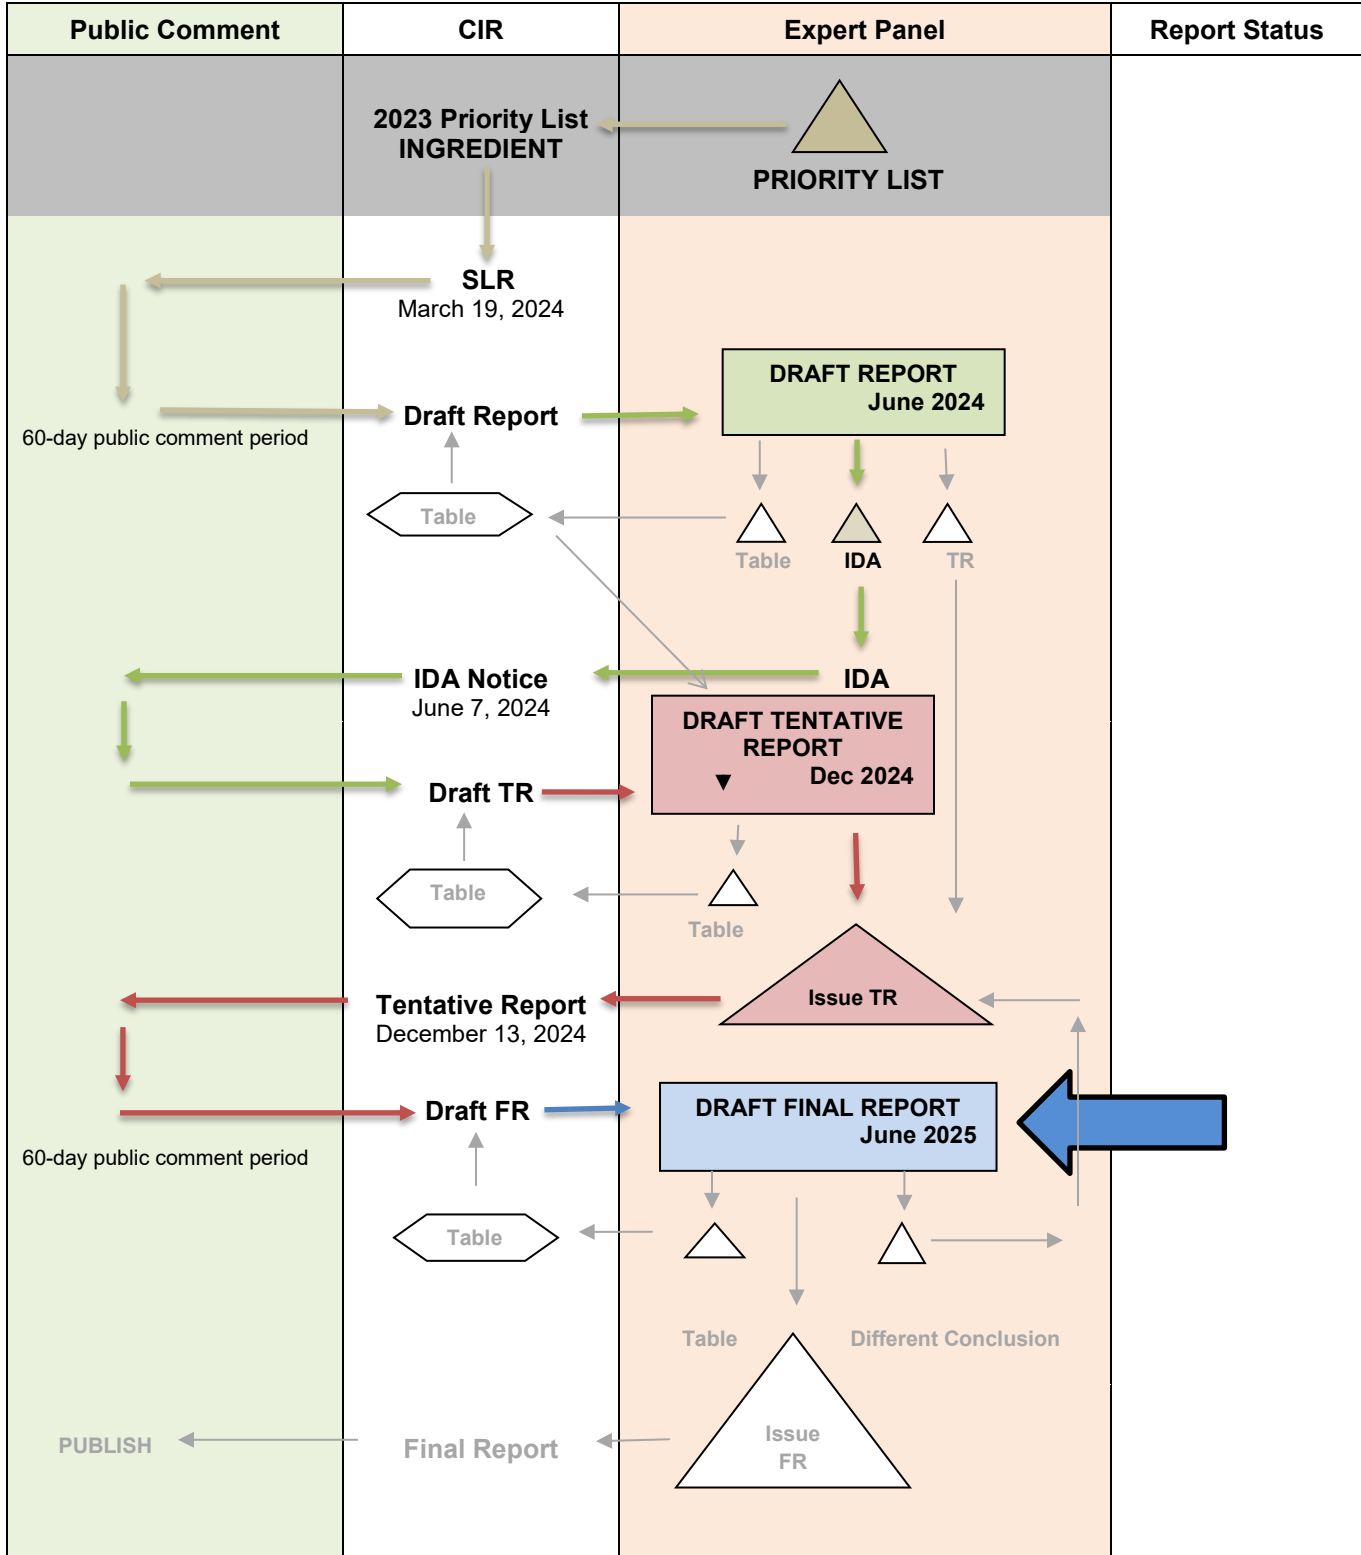 Public Comment
CIR
Expert Panel
Report Status
2023 Priority List
INGREDIENT
PRIORITY LIST
SLR
March 19, 2024
60-day public comment period
Draft Report
DRAFT REPORT
June 2024
Table
Table
IDA
TR
IDA Notice
June 7, 2024
IDA
DRAFT TENTATIVE
REPORT
Dec 2024
Draft TR
Table
Table
Tentative Report
December 13, 2024
Issue TR
60-day public comment period
Draft FR
DRAFT FINAL REPORT
June 2025
Table
Table
Different Conclusion
PUBLISH
Final Report
Issue
FR